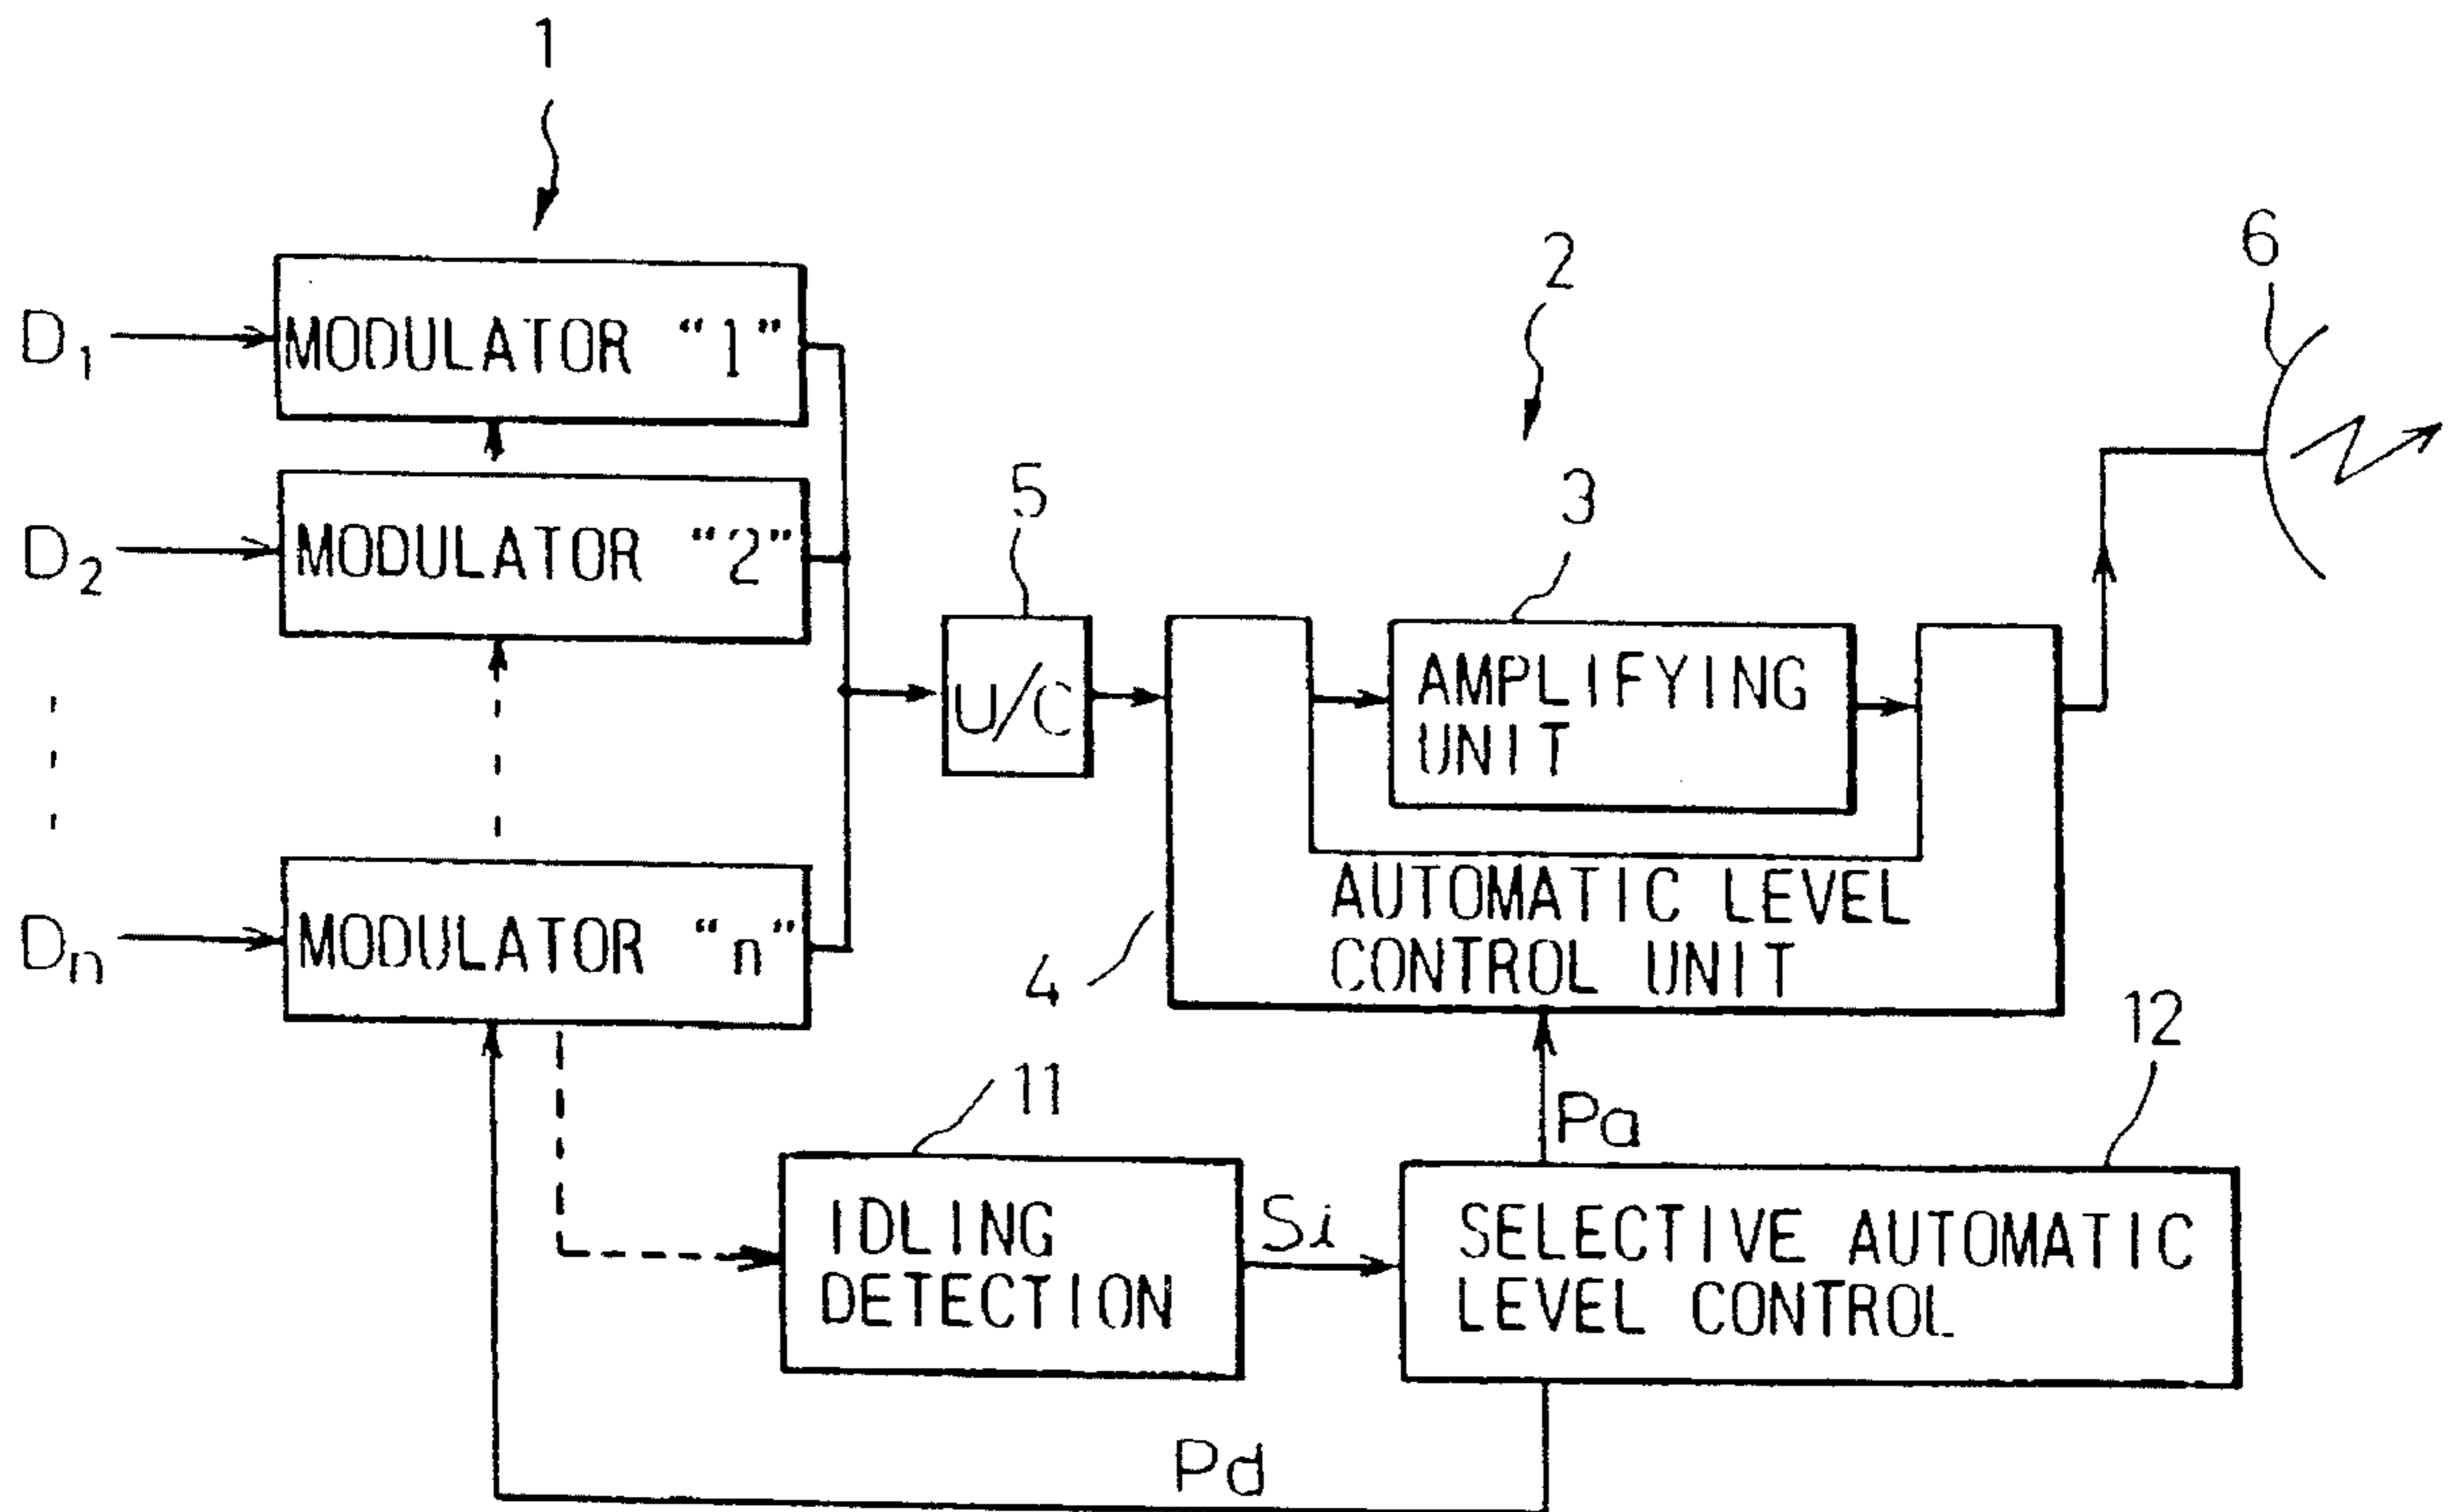 1
D1
MODULATOR "1"
2
6
D2
MODULATOR "2"
5
3
U/C
AMPLIFYING
UNIT
Dn
MODULATOR "n"
AUTOMATIC LEVEL
CONTROL UNIT
4
12
11
Pa
IDLING
DETECTION
Si
SELECTIVE AUTOMATIC
LEVEL CONTROL
Pd